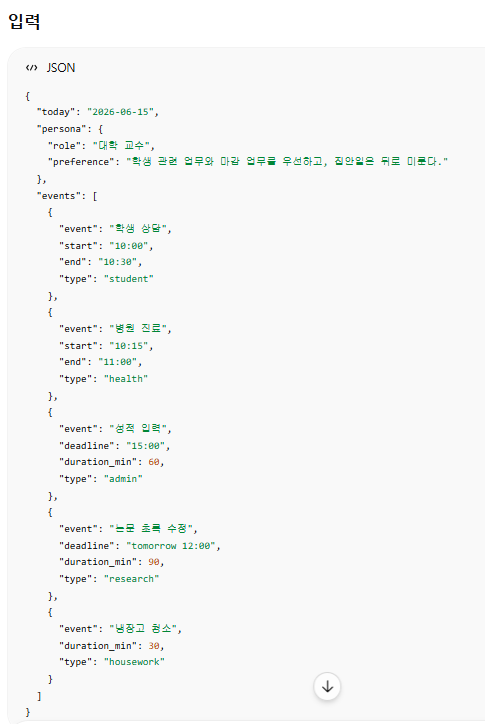 입력
JSON
{
"today": "2026-06-15",
"persona": {
"role": "대학 교수",
"preference": "학생 관련 업무와 마감 업무를 우선하고, 집안일은 뒤로 미룬다."
},
"events": [
{
"event": "학생 상담",
"start": "10:00",
"end": "10:30",
"type": "student"
},
{
"event": "병원 진료",
"start": "10:15",
"end": "11:00",
"type": "health"
},
{
"event": "성적 입력",
"deadline": "15:00",
"duration_min": 60,
"type": "admin"
},
{
"event": "논문 초록 수정",
"deadline": "tomorrow 12:00",
"duration_min": 90,
"type": "research"
},
{
"event": "냉장고 청소",
"duration_min": 30,
"type": "housework"
}
]
}